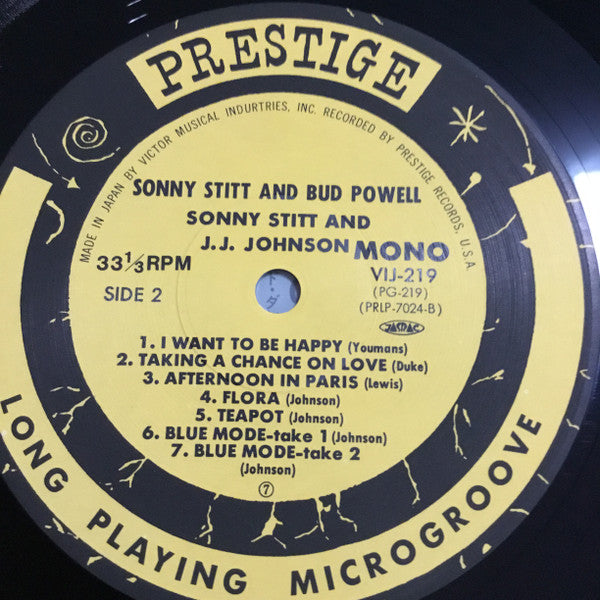 PRESTIGE
MADE IN JAPAN BY VICTOR MUSICAL INDURTRIES, INC. RECORDED BY PRESTIGE RECORDS, U.S.A
SONNY STITT AND BUD POWELL
SONNY STITT AND
J.J. JOHNSON MONO
33 1/3 RPM
VIJ-219
SIDE 2
(PG-219)
(PRLP-7024-B)
JASRAC
1. I WANT TO BE HAPPY (Youmans)
2. TAKING A CHANCE ON LOVE (Duke)
3. AFTERNOON IN PARIS (Lewis)
4. FLORA (Johnson)
5. TEAPOT (Johnson)
6. BLUE MODE-take 1 (Johnson)
7. BLUE MODE-take 2
(Johnson)
7
LONG PLAYING MICROGROOVE